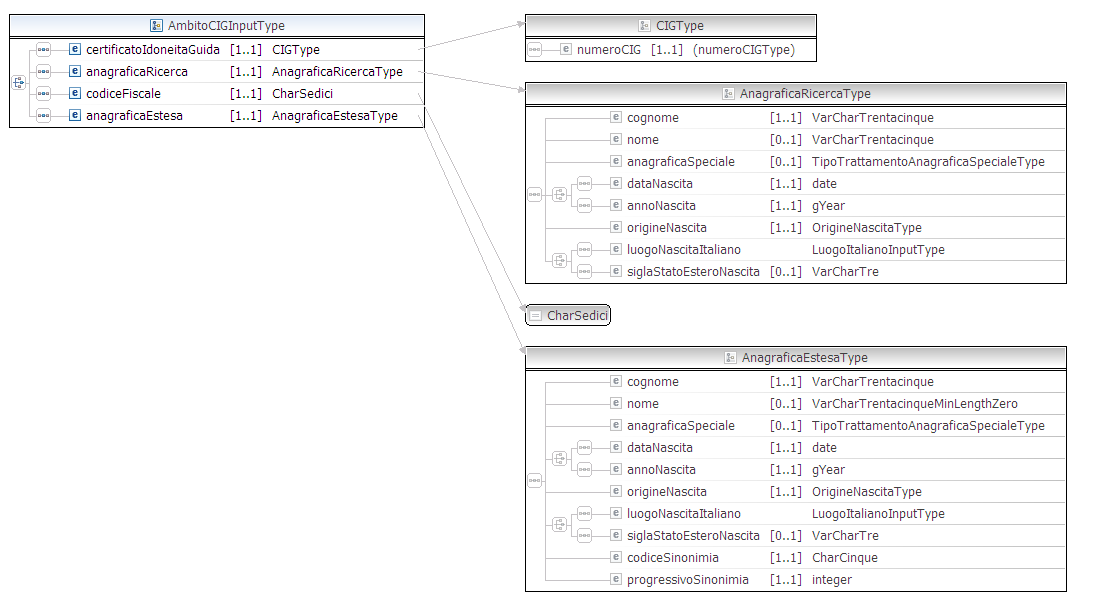 AmbitoCIGInputType
certificatoIdoneitaGuida [1..1] CIGType
anagraficaRicerca [1..1] AnagraficaRicercaType
codiceFiscale [1..1] CharSedici
anagraficaEstesa [1..1] AnagraficaEstesaType
CIGType
numeroCIG [1..1] (numeroCIGType)
AnagraficaRicercaType
cognome [1..1] VarCharTrentacinque
nome [0..1] VarCharTrentacinque
anagraficaSpeciale [0..1] TipoTrattamentoAnagraficaSpecialeType
dataNascita [1..1] date
annoNascita [1..1] gYear
origineNascita [1..1] OrigineNascitaType
luogoNascitaItaliano LuogoItalianoInputType
siglaStatoEsteroNascita [0..1] VarCharTre
CharSedici
AnagraficaEstesaType
cognome [1..1] VarCharTrentacinque
nome [0..1] VarCharTrentacinqueMinLengthZero
anagraficaSpeciale [0..1] TipoTrattamentoAnagraficaSpecialeType
dataNascita [1..1] date
annoNascita [1..1] gYear
origineNascita [1..1] OrigineNascitaType
luogoNascitaItaliano LuogoItalianoInputType
siglaStatoEsteroNascita [0..1] VarCharTre
codiceSinonimia [1..1] CharCinque
progressivoSinonimia [1..1] integer